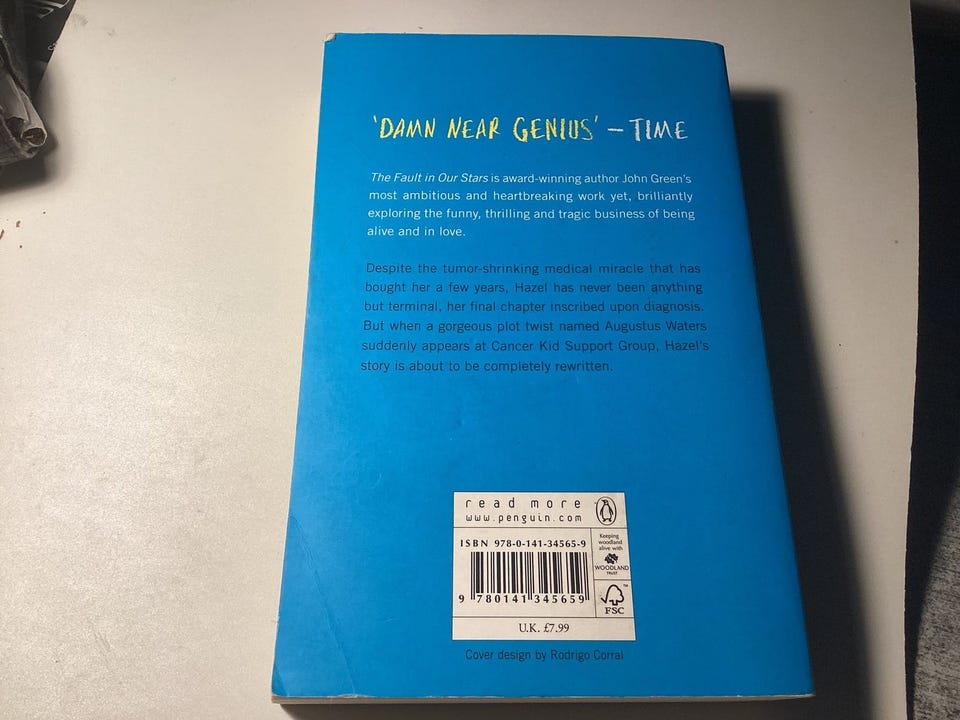 'DAMN NEAR GENIUS' – TIME
The Fault in Our Stars is award-winning author John Green's
most ambitious and heartbreaking work yet, brilliantly
exploring the funny, thrilling and tragic business of being
alive and in love.
Despite the tumor-shrinking medical miracle that has
bought her a few years, Hazel has never been anything
but terminal, her final chapter inscribed upon diagnosis.
But when a gorgeous plot twist named Augustus Waters
suddenly appears at Cancer Kid Support Group, Hazel's
story is about to be completely rewritten.
read more
www.penguin.com
ISBN 978-0-141-34565-9
9 780141 345659
Keeping
woodland
alive with
WOODLAND
TRUST
FSC
™
U.K. £7.99
Cover design by Rodrigo Corral